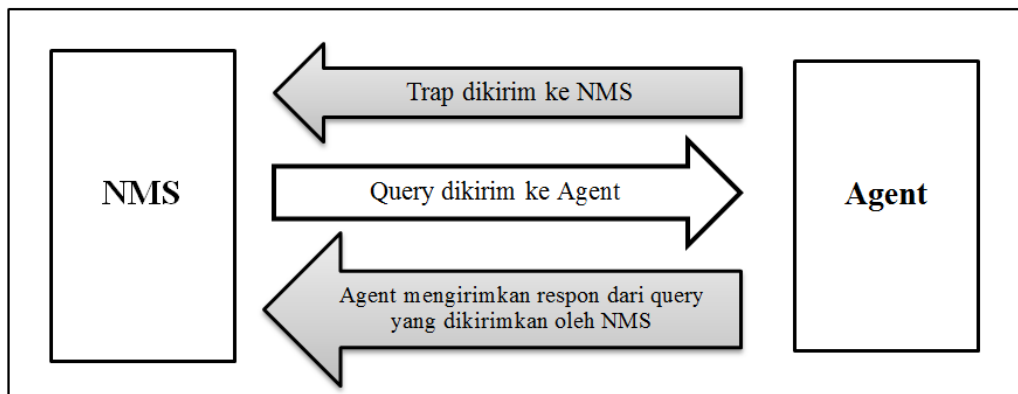 Trap dikirim ke NMS
NMS
Query dikirim ke Agent
Agent
Agent mengirimkan respon dari query
yang dikirimkan oleh NMS